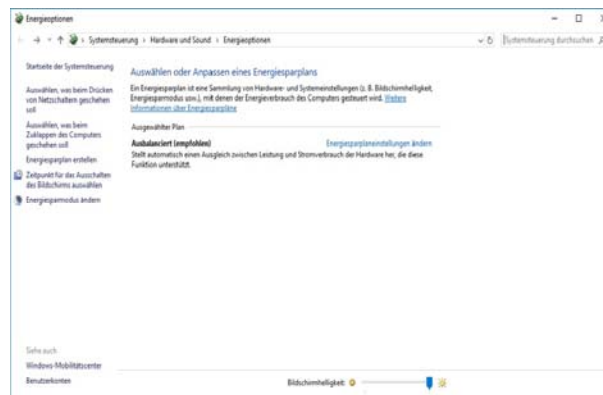 Energieoptionen
Systemsteuerung › Hardware und Sound › Energieoptionen
Systemsteuerung durchsuchen
Startseite der Systemsteuerung
Auswählen, was beim Drücken
von Netzschaltern geschehen
soll
Auswählen, was beim
Zuklappen des Computers
geschehen soll
Energiesparplan erstellen
Zeitpunkt für das Ausschalten
des Bildschirms auswählen
Energiesparmodus ändern
Auswählen oder Anpassen eines Energiesparplans
Ein Energiesparplan ist eine Sammlung von Hardware- und Systemeinstellungen (z. B. Bildschirmhelligkeit,
Energiesparmodus usw.), mit denen der Energieverbrauch des Computers gesteuert wird. Weitere
Informationen über Energiesparpläne
Ausgewählter Plan
Ausbalanciert (empfohlen) Energiesparplaneinstellungen ändern
Stellt automatisch einen Ausgleich zwischen Leistung und Stromverbrauch der Hardware her, die diese
Funktion unterstützt.
Siehe auch
Windows-Mobilitätscenter
Benutzerkonten
Bildschirmhelligkeit: